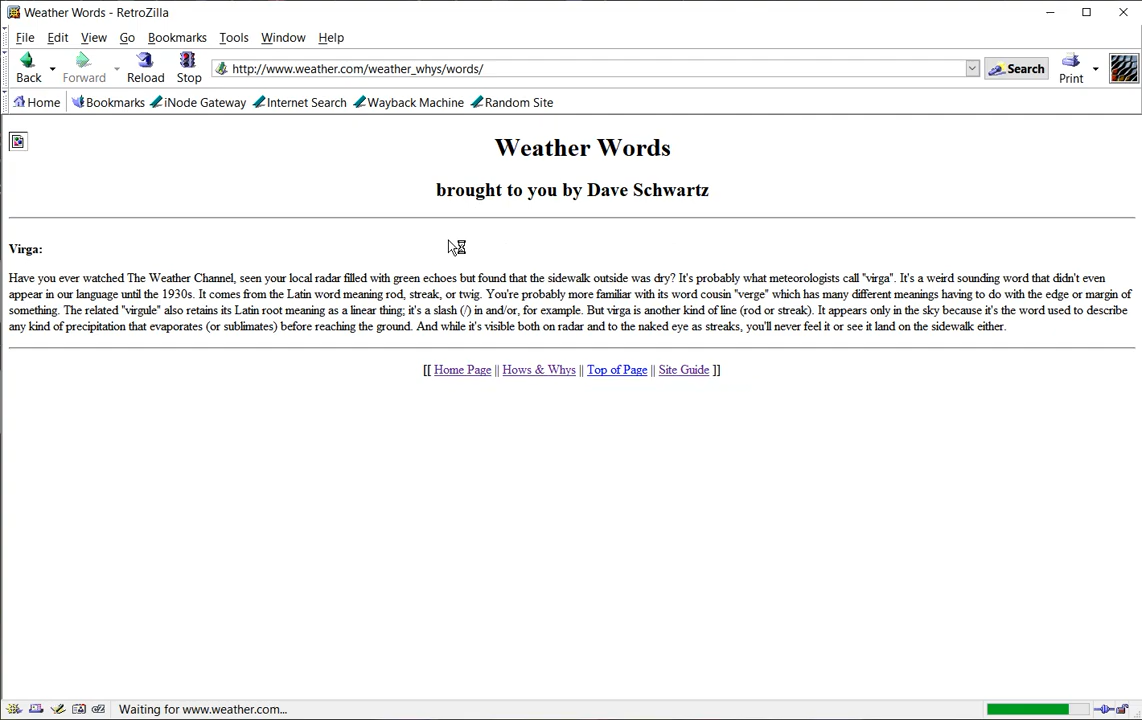 Weather Words - RetroZilla
File Edit View Go Bookmarks Tools Window Help
Back Forward Reload Stop http://www.weather.com/weather_whys/words/ Search Print
Home Bookmarks iNode Gateway Internet Search Wayback Machine Random Site
Weather Words
brought to you by Dave Schwartz
Virga:
Have you ever watched The Weather Channel, seen your local radar filled with green echoes but found that the sidewalk outside was dry? It's probably what meteorologists call "virga". It's a weird sounding word that didn't even
appear in our language until the 1930s. It comes from the Latin word meaning rod, streak, or twig. You're probably more familiar with its word cousin "verge" which has many different meanings having to do with the edge or margin of
something. The related "virgule" also retains its Latin root meaning as a linear thing; it's a slash (/) in and/or, for example. But virga is another kind of line (rod or streak). It appears only in the sky because it's the word used to describe
any kind of precipitation that evaporates (or sublimates) before reaching the ground. And while it's visible both on radar and to the naked eye as streaks, you'll never feel it or see it land on the sidewalk either.
[[ Home Page || Hows & Whys || Top of Page || Site Guide ]]
Waiting for www.weather.com...